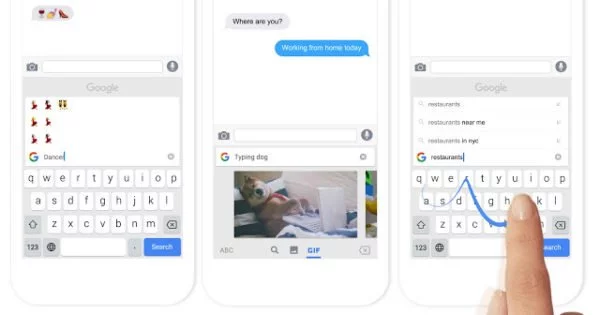 Google
Dancer
q w e r t y u i o p
a s d f g h j k l
z x c v b n m
123
.
Search
Where are you?
Working from home today
Typing dog
ABC
GIF
Google
restaurants
restaurants near me
restaurants in nyc
restaurants
q w e r t y u i o p
a s d f g h k l
z x c v b
123
Search